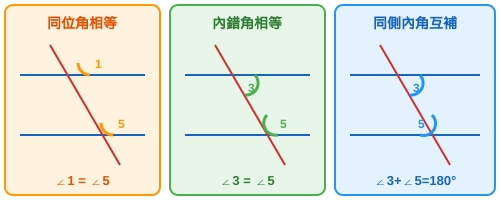 同位角相等
1
5
∠1 = ∠5
內錯角相等
3
5
∠3 = ∠5
同側內角互補
3
5
∠3+∠5=180°